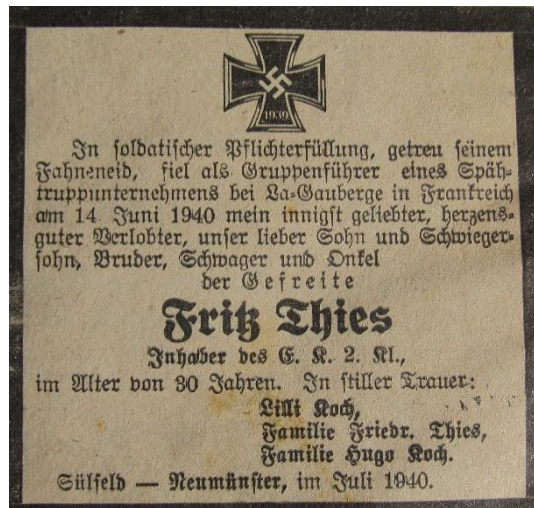 1939
In soldatischer Pflichterfüllung, getreu seinem
Fahneneid, fiel als Gruppenführer eines Späh-
truppunternehmens bei La-Gauberge in Frankreich
am 14. Juni 1940 mein innigst geliebter, herzens-
guter Verlobter, unser lieber Sohn und Schwieger-
sohn, Bruder, Schwager und Onkel
der Gefreite
Fritz Thies
Inhaber des E. K. 2. Kl.,
im Alter von 30 Jahren. In stiller Trauer:
Lilli Koch,
Familie Friedr. Thies,
Familie Hugo Koch.
Sülfeld — Neumünster, im Juli 1940.